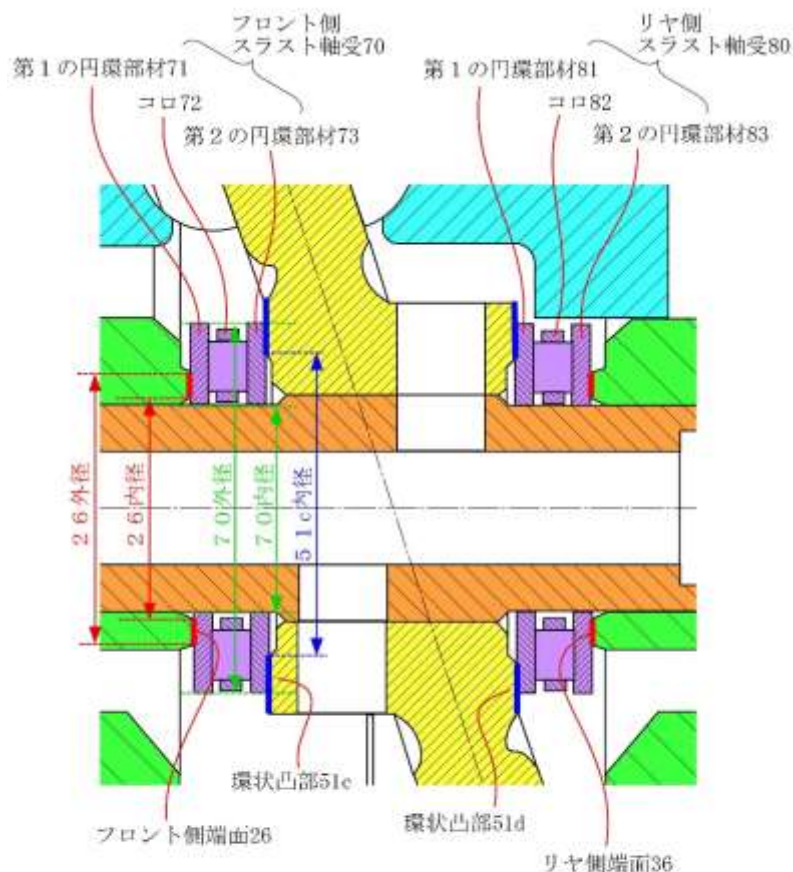 フロント側
スラスト軸受70
第１の円環部材71
コロ72
第２の円環部材73
リヤ側
スラスト軸受80
第１の円環部材81
コロ82
第２の円環部材83
２６外径
２６内径
７０外径
７０内径
５１c内径
環状凸部51c
フロント側端面26
環状凸部51d
リヤ側端面36